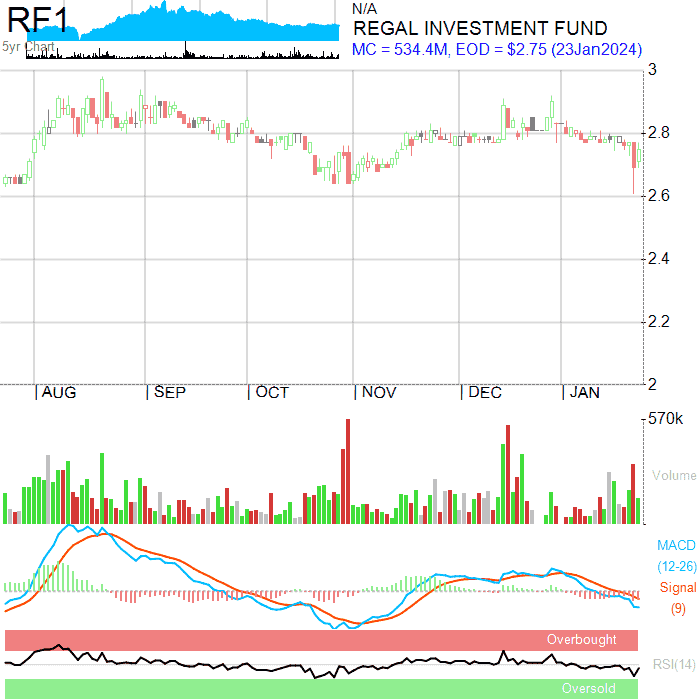 RF1
5yr Chart
N/A
REGAL INVESTMENT FUND
MC = 534.4M, EOD = $2.75 (23Jan2024)
3
2.8
2.6
2.4
2.2
2
AUG SEP OCT NOV DEC JAN
570k
Volume
MACD
(12-26)
Signal
(9)
Overbought
RSI(14)
Oversold